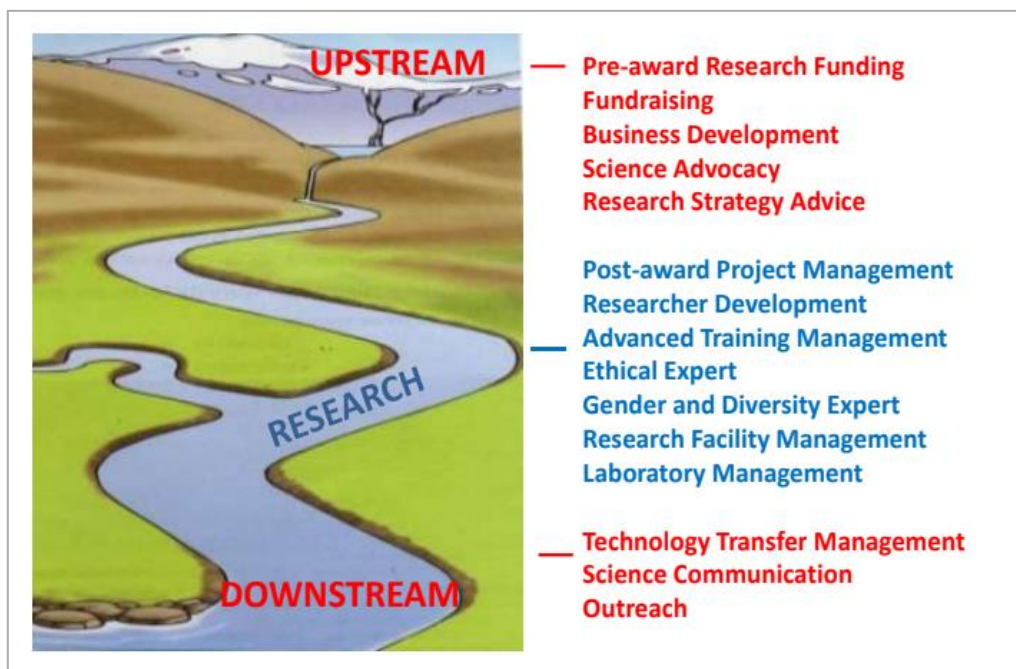 UPSTREAM
Pre-award Research Funding
Fundraising
Business Development
Science Advocacy
Research Strategy Advice
Post-award Project Management
Researcher Development
Advanced Training Management
Ethical Expert
Gender and Diversity Expert
Research Facility Management
Laboratory Management
RESEARCH
Technology Transfer Management
Science Communication
Outreach
DOWNSTREAM